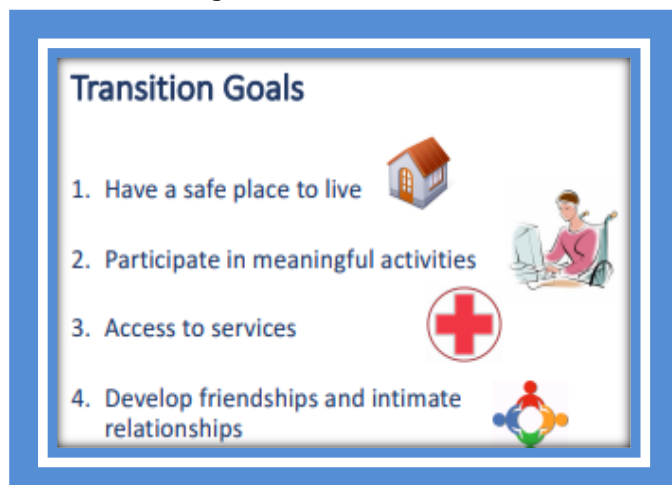 Transition Goals
1. Have a safe place to live
2. Participate in meaningful activities
3. Access to services
4. Develop friendships and intimate
relationships